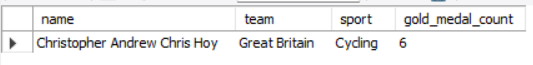 name team sport gold_medal_count
Christopher Andrew Chris Hoy Great Britain Cycling 6